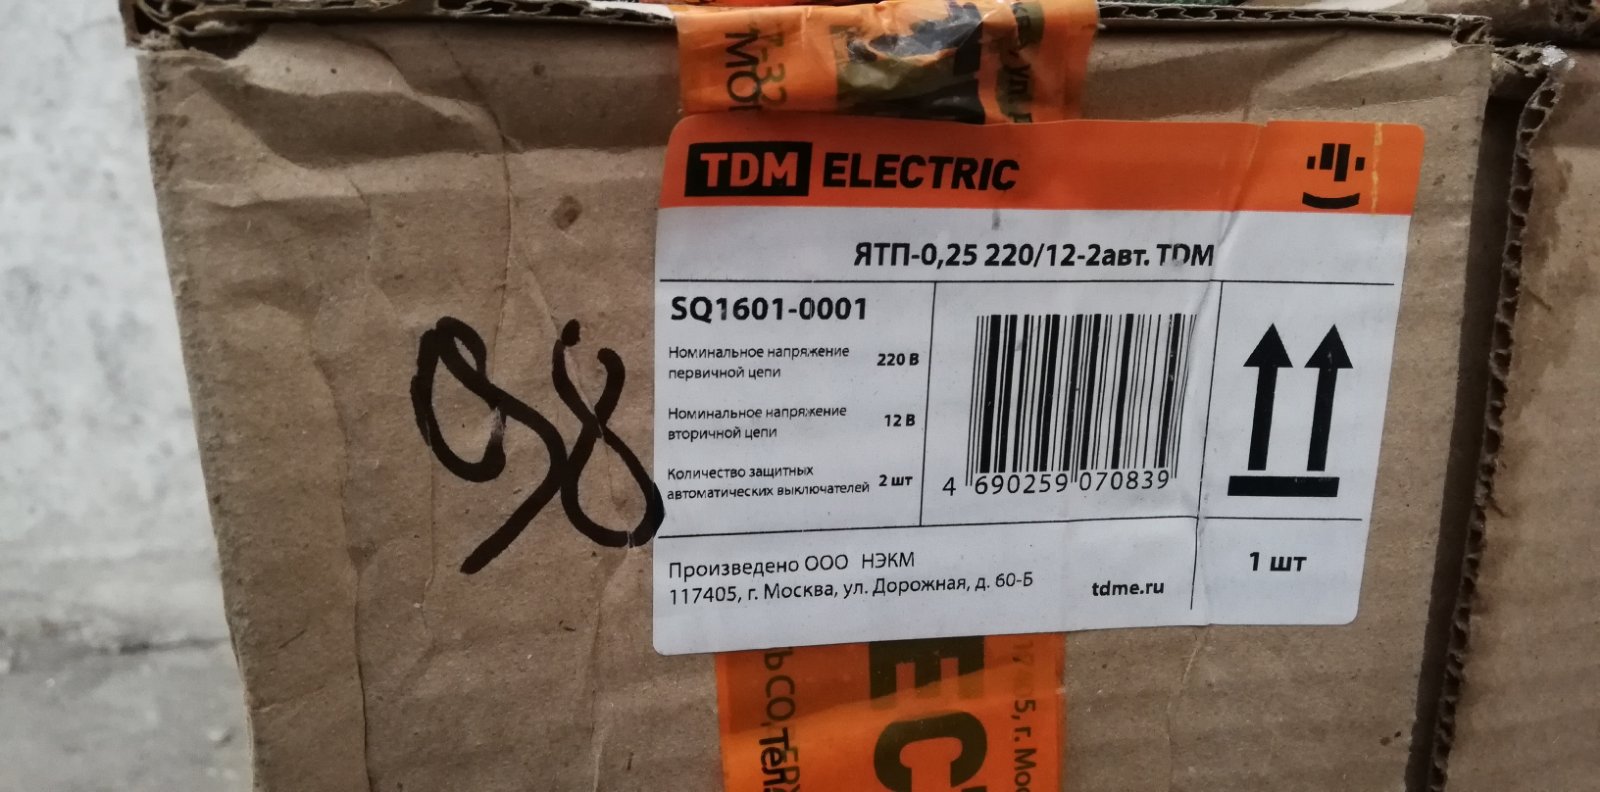 TDM ELECTRIC
ЯТП-0,25 220/12-2авт. TDM
SQ1601-0001
Номинальное напряжение
первичной цепи
220 В
Номинальное напряжение
вторичной цепи
12 В
Количество защитных
автоматических выключателей
2 шт
4 690259 070839
1 шт
Произведено ООО НЭКМ
117405, г. Москва, ул. Дорожная, д. 60-Б
tdme.ru
98
5, г. Мос